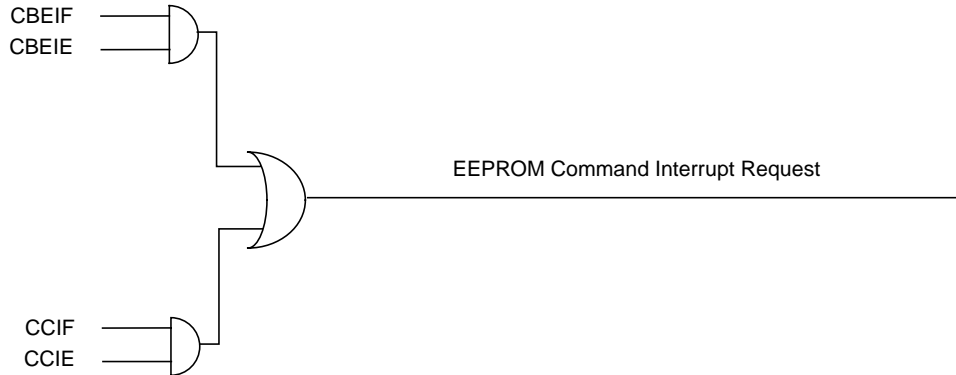 CBEIF
CBEIE
EEPROM Command Interrupt Request
CCIF
CCIE